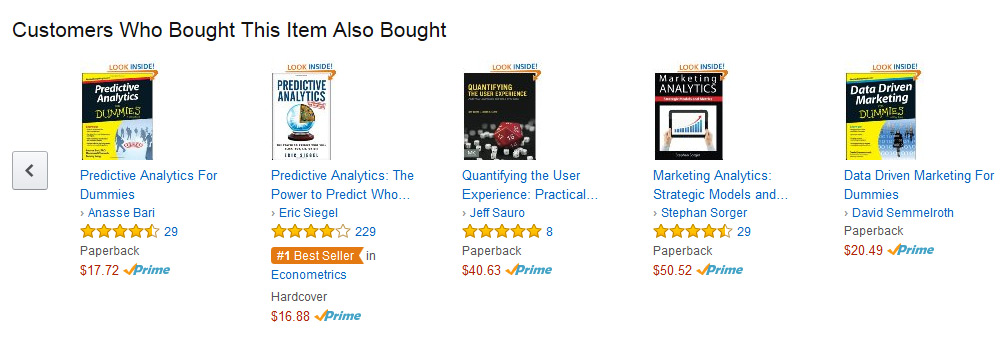 Customers Who Bought This Item Also Bought
LOOK INSIDE!
Predictive
Analytics
FOR
DUMMIES
Predictive Analytics For
Dummies
› Anasse Bari
29
Paperback
$17.72 Prime
LOOK INSIDE!
PREDICTIVE
ANALYTICS
ERIC SIEGEL
Predictive Analytics: The
Power to Predict Who…
› Eric Siegel
229
#1 Best Seller in
Econometrics
Hardcover
$16.88 Prime
LOOK INSIDE!
QUANTIFYING
THE USER EXPERIENCE
Quantifying the User
Experience: Practical…
› Jeff Sauro
8
Paperback
$40.63 Prime
LOOK INSIDE!
Marketing
ANALYTICS
Strategic Models and Metrics
Stephan Sorger
Marketing Analytics:
Strategic Models and…
› Stephan Sorger
29
Paperback
$50.52 Prime
LOOK INSIDE!
Data Driven
Marketing
FOR
DUMMIES
Data Driven Marketing For
Dummies
› David Semmelroth
Paperback
$20.49 Prime